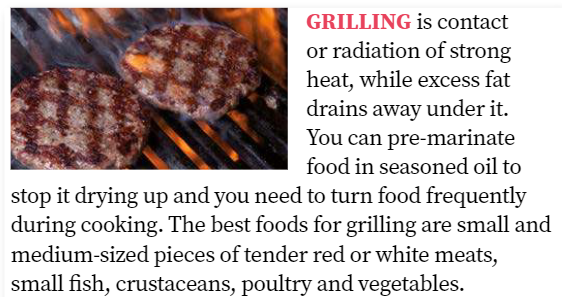 GRILLING is contact
or radiation of strong
heat, while excess fat
drains away under it.
You can pre-marinate
food in seasoned oil to
stop it drying up and you need to turn food frequently
during cooking. The best foods for grilling are small and
medium-sized pieces of tender red or white meats,
small fish, crustaceans, poultry and vegetables.